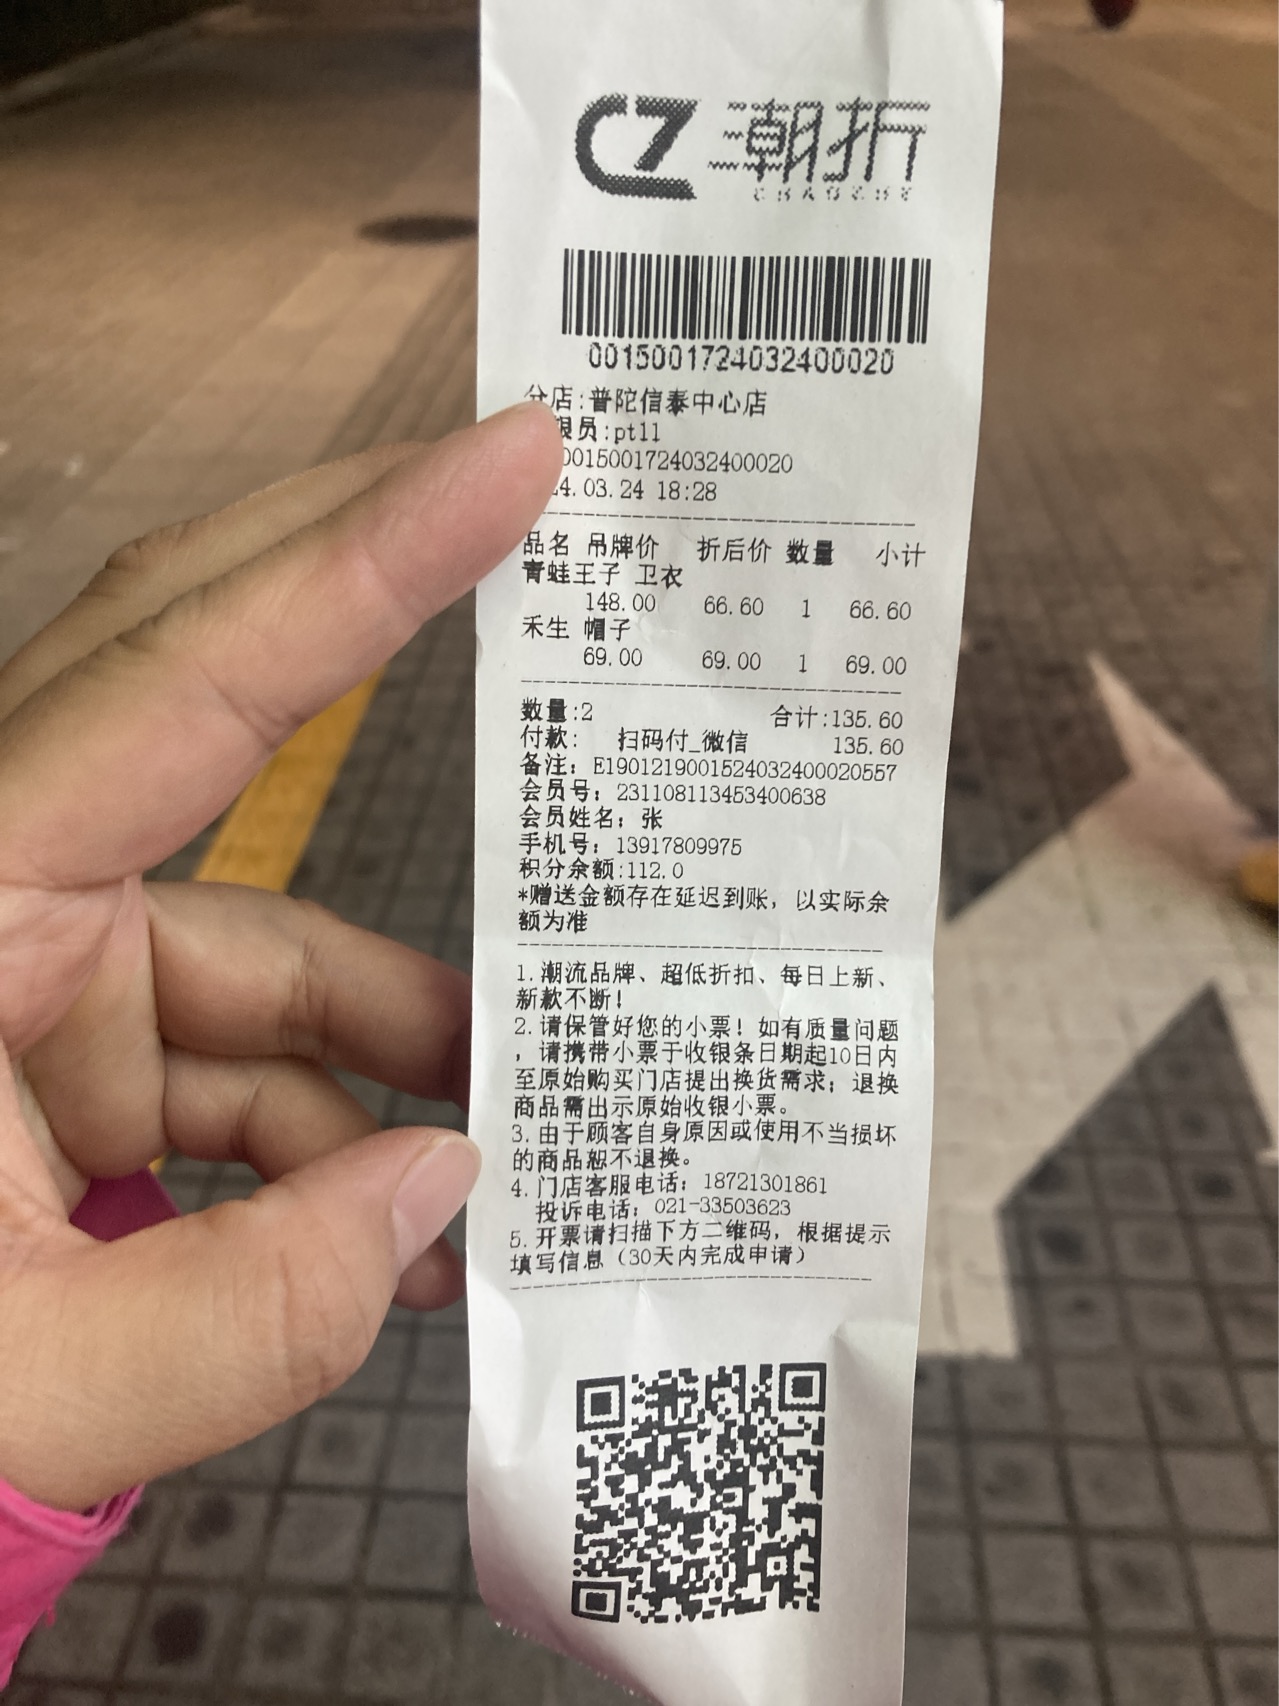 CZ 潮折
CHAOZHE
0015001724032400020
分店:普陀信泰中心店
银员:pt11
0015001724032400020
4.03.24 18:28
品名 吊牌价 折后价 数量 小计
青蛙王子 卫衣
148.00 66.60 1 66.60
禾生 帽子
69.00 69.00 1 69.00
数量:2 合计:135.60
付款: 扫码付_微信 135.60
备注: E1901219001524032400020557
会员号: 231108113453400638
会员姓名: 张
手机号: 13917809975
积分余额:112.0
*赠送金额存在延迟到账，以实际余
额为准
1.潮流品牌、超低折扣、每日上新、
新款不断!
2.请保管好您的小票!如有质量问题
，请携带小票于收银条日期起10日内
至原始购买门店提出换货需求;退换
商品需出示原始收银小票。
3.由于顾客自身原因或使用不当损坏
的商品恕不退换。
4.门店客服电话: 18721301861
投诉电话: 021-33503623
5.开票请扫描下方二维码，根据提示
填写信息（30天内完成申请）